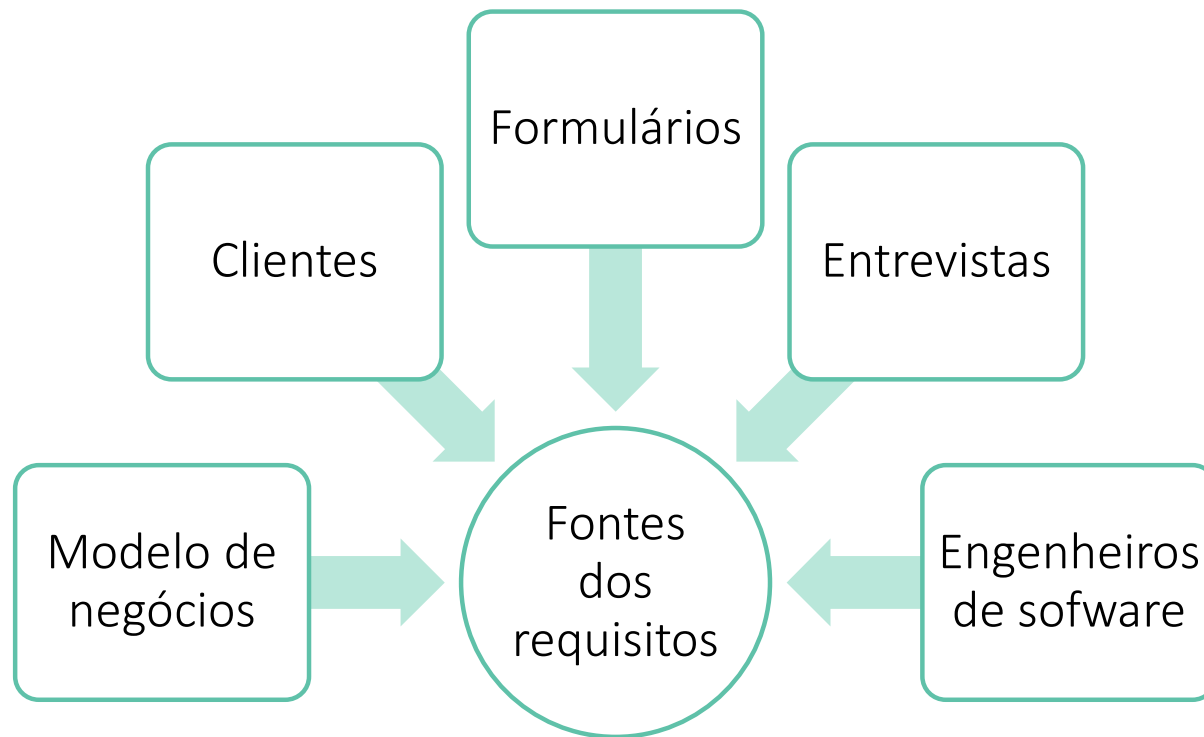 Formulários
Clientes
Entrevistas
Modelo de
negócios
Fontes
dos
requisitos
Engenheiros
de sofware